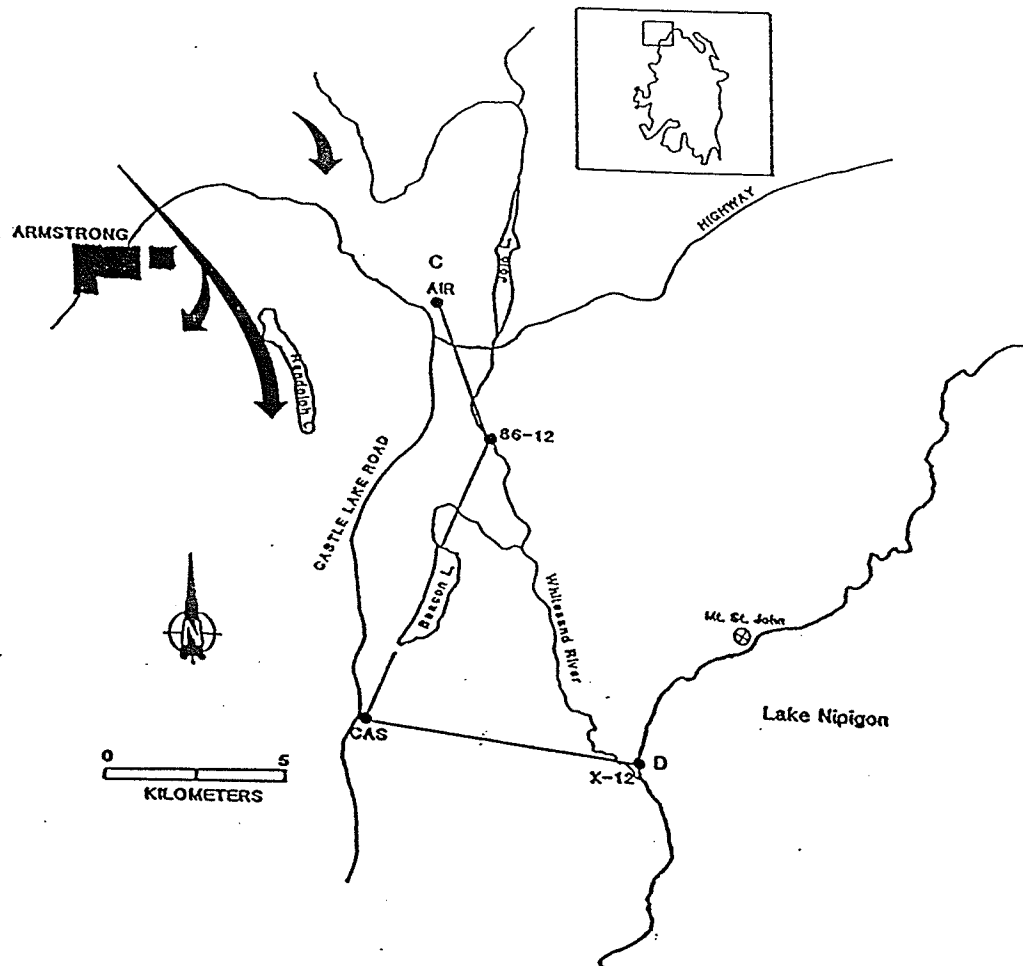 HIGHWAY
ARMSTRONG
C
AIR
Randolph
86-12
CASTLE LAKE ROAD
Beacon L.
Whitesand River
N
Mt. St. John
Lake Nipigon
CAS
D
X-12
0 5
KILOMETERS